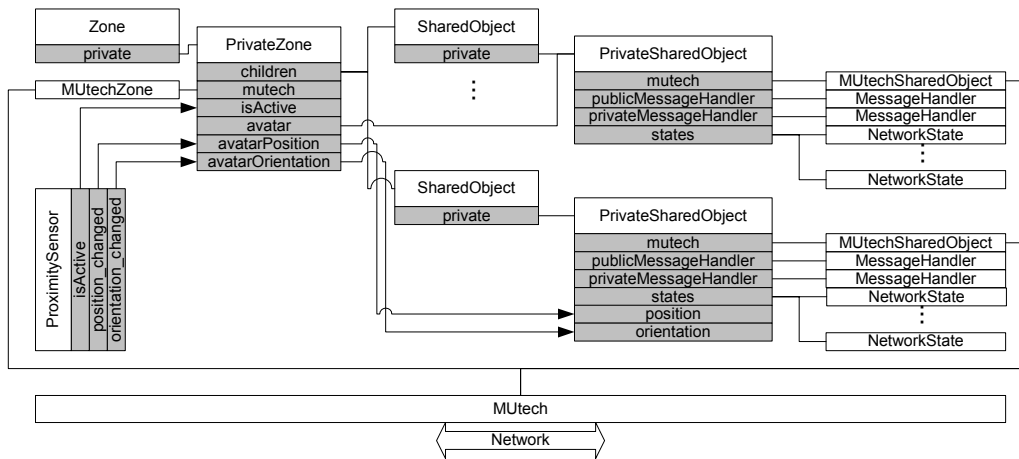 Zone
private
MUtechZone
ProximitySensor
isActive
position_changed
orientation_changed
PrivateZone
children
mutech
isActive
avatar
avatarPosition
avatarOrientation
SharedObject
private
SharedObject
private
PrivateSharedObject
mutech
publicMessageHandler
privateMessageHandler
states
MUtechSharedObject
MessageHandler
MessageHandler
NetworkState
NetworkState
PrivateSharedObject
mutech
publicMessageHandler
privateMessageHandler
states
position
orientation
MUtechSharedObject
MessageHandler
MessageHandler
NetworkState
NetworkState
MUtech
Network